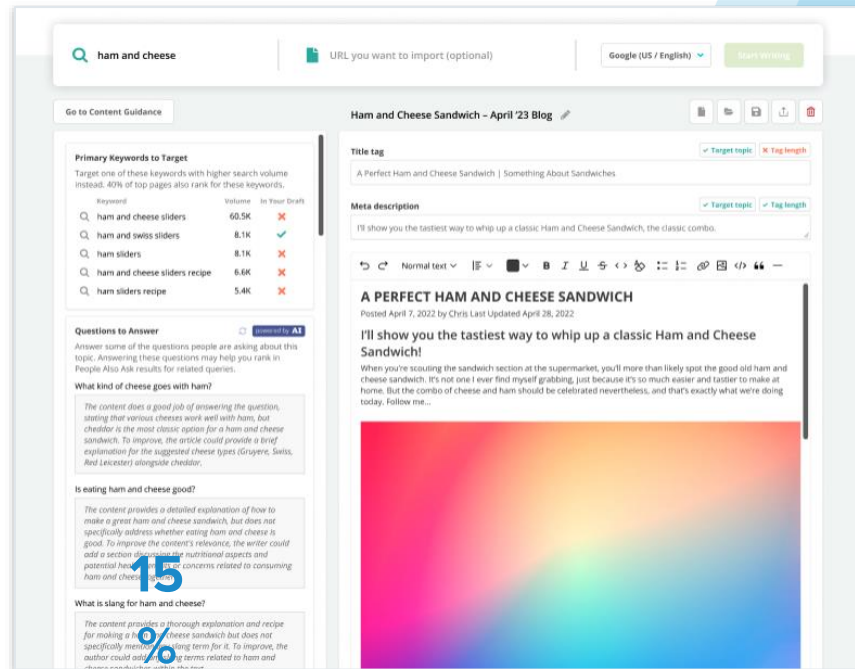 ham and cheese
URL you want to import (optional)
Google (US / English)
Start Writing
Go to Content Guidance
Ham and Cheese Sandwich – April '23 Blog
Primary Keywords to Target
Target one of these keywords with higher search volume
instead. 40% of top pages also rank for these keywords.
Keyword Volume In Your Draft
ham and cheese sliders 60.5K
ham and swiss sliders 8.1K
ham sliders 8.1K
ham and cheese sliders recipe 6.6K
ham sliders recipe 5.4K
Questions to Answer
powered by AI
Answer some of the questions people are asking about this
topic. Answering these questions may help you rank in
People Also Ask results for related queries.
What kind of cheese goes with ham?
The content does a good job of answering the question,
stating that various cheeses work well with ham, but
cheddar is the most classic option for a ham and cheese
sandwich. To improve, the article could provide a brief
explanation for the suggested cheese types (Gruyere, Swiss,
Red Leicester) alongside cheddar.
Is eating ham and cheese good?
The content provides a detailed explanation of how to
make a great ham and cheese sandwich, but does not
specifically address whether eating ham and cheese is
good. To improve the content's relevance, the writer could
add a section discussing the nutritional aspects and
potential or concerns related to consuming
ham and cheese
15
%
What is slang for ham and cheese?
The content provides a thorough explanation and recipe
for making a cheese sandwich but does not
specifically slang term for it. To improve, the
author could add terms related to ham and
Title tag
Target topic
Tag length
A Perfect Ham and Cheese Sandwich | Something About Sandwiches
Meta description
Target topic
Tag length
I'll show you the tastiest way to whip up a classic Ham and Cheese Sandwich, the classic combo.
Normal text
A PERFECT HAM AND CHEESE SANDWICH
Posted April 7, 2022 by Chris Last Updated April 28, 2022
I'll show you the tastiest way to whip up a classic Ham and Cheese
Sandwich!
When you're scouting the sandwich section at the supermarket, you'll more than likely spot the good old ham and
cheese sandwich. It's not one I ever find myself grabbing, just because it's so much easier and tastier to make at
home. But the combo of cheese and ham should be celebrated nevertheless, and that's exactly what we're doing
today. Follow me...